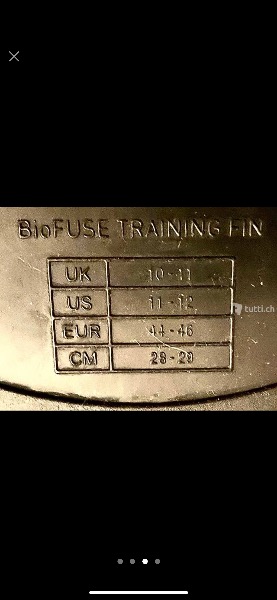 BioFUSE TRAINING FIN
UK 10-11
US 11-12
EUR 44-46
CM 28-29
tutti.ch